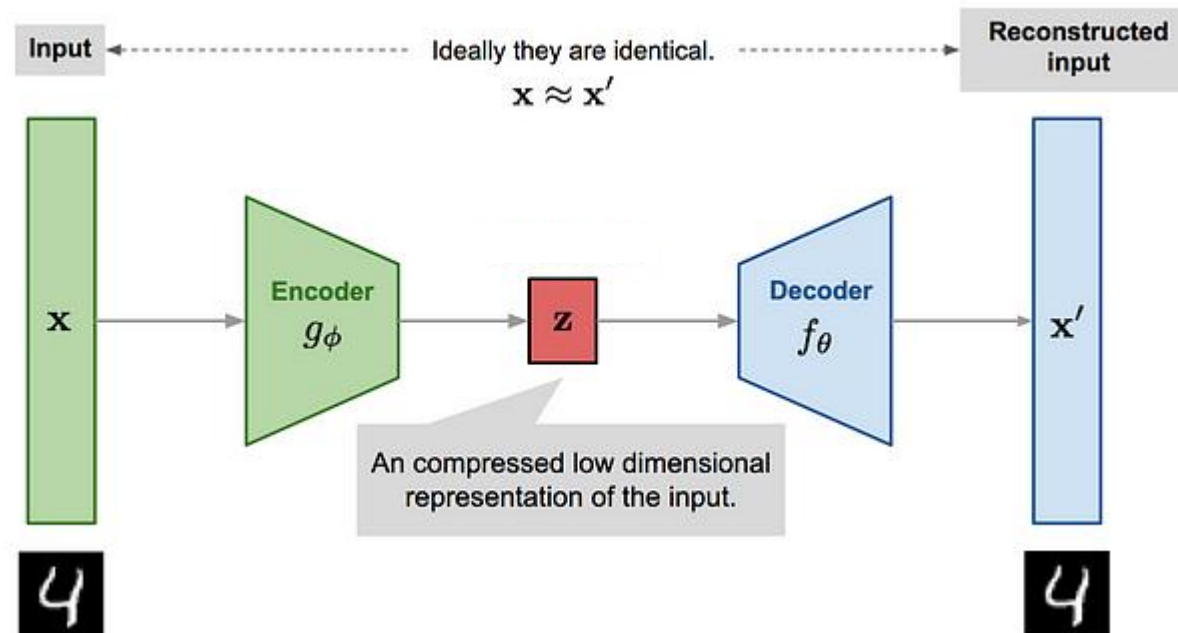 Input
Ideally they are identical.
x ≈ x′
Reconstructed
input
x
Encoder
gϕ
z
Decoder
fθ
x′
An compressed low dimensional
representation of the input.
4
4